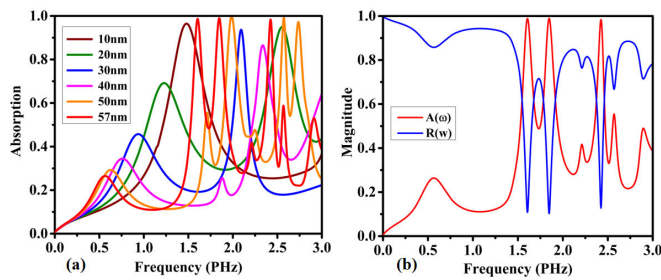 1.0
0.8
0.6
0.4
0.2
0.0
Absorption
10nm
20nm
30nm
40nm
50nm
57nm
0.0 0.5 1.0 1.5 2.0 2.5 3.0
(a)
Frequency (PHz)
1.0
0.8
0.6
0.4
0.2
0.0
Magnitude
A(ω)
R(w)
0.0 0.5 1.0 1.5 2.0 2.5 3.0
(b)
Frequency (PHz)